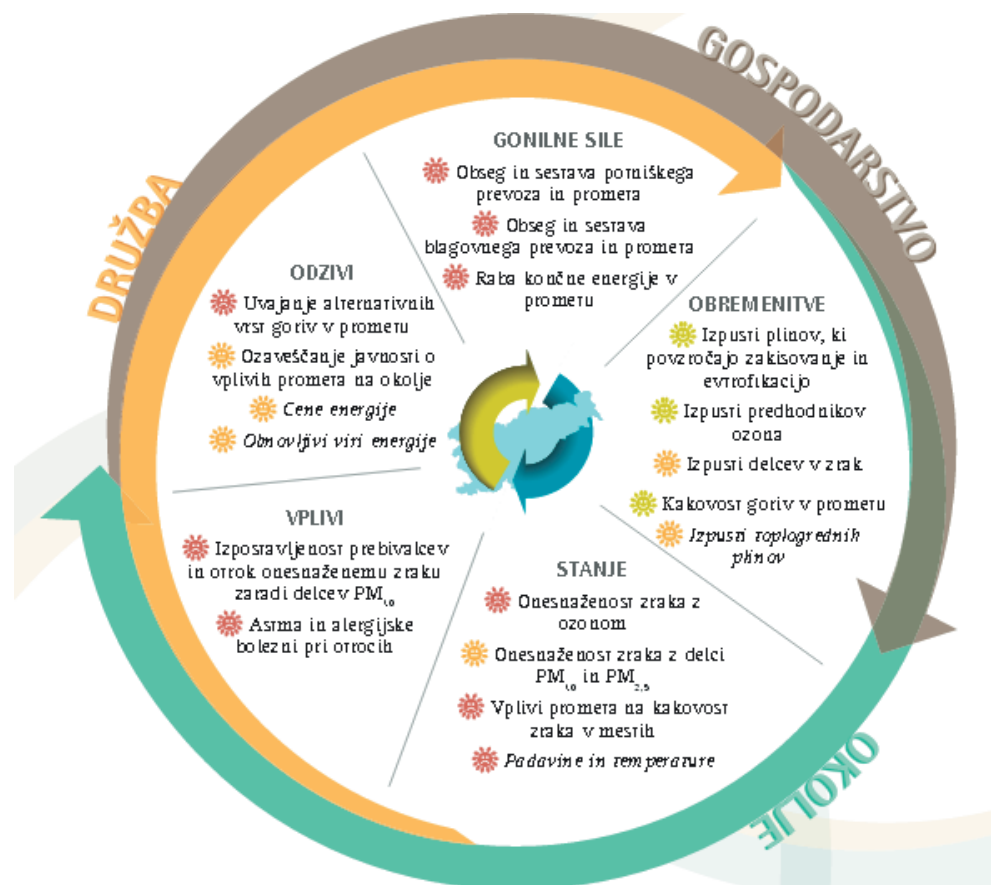 GOSPODARSTVO
DRUŽBA
OKOLJE
GONILNE SILE
Obseg in sestava potniškega
prevoza in prometa
Obseg in sestava
blagovnega prevoza in prometa
Raba končne energije v
prometu
OBREMENITVE
Izpusti plinov, ki
povzročajo zakisovanje in
evtrofikacijo
Izpusti predhodnikov
ozona
Izpusti delcev v zrak
Kakovost goriv v prometu
Izpusti toplogrednih
plinov
STANJE
Onesnaženost zraka z
ozonom
Onesnaženost zraka z delci
PM₁₀ in PM₂,₅
Vplivi prometa na kakovost
zraka v mestih
Padavine in temperature
VPLIVI
Izpostavljenost prebivalcev
in otrok onesnaženemu zraku
zaradi delcev PM₁₀
Astma in alergijske
bolezni pri otrocih
ODZIVI
Uvajanje alternativnih
vrst goriv v prometu
Ozaveščanje javnosti o
vplivih prometa na okolje
Cene energije
Obnovljivi viri energije